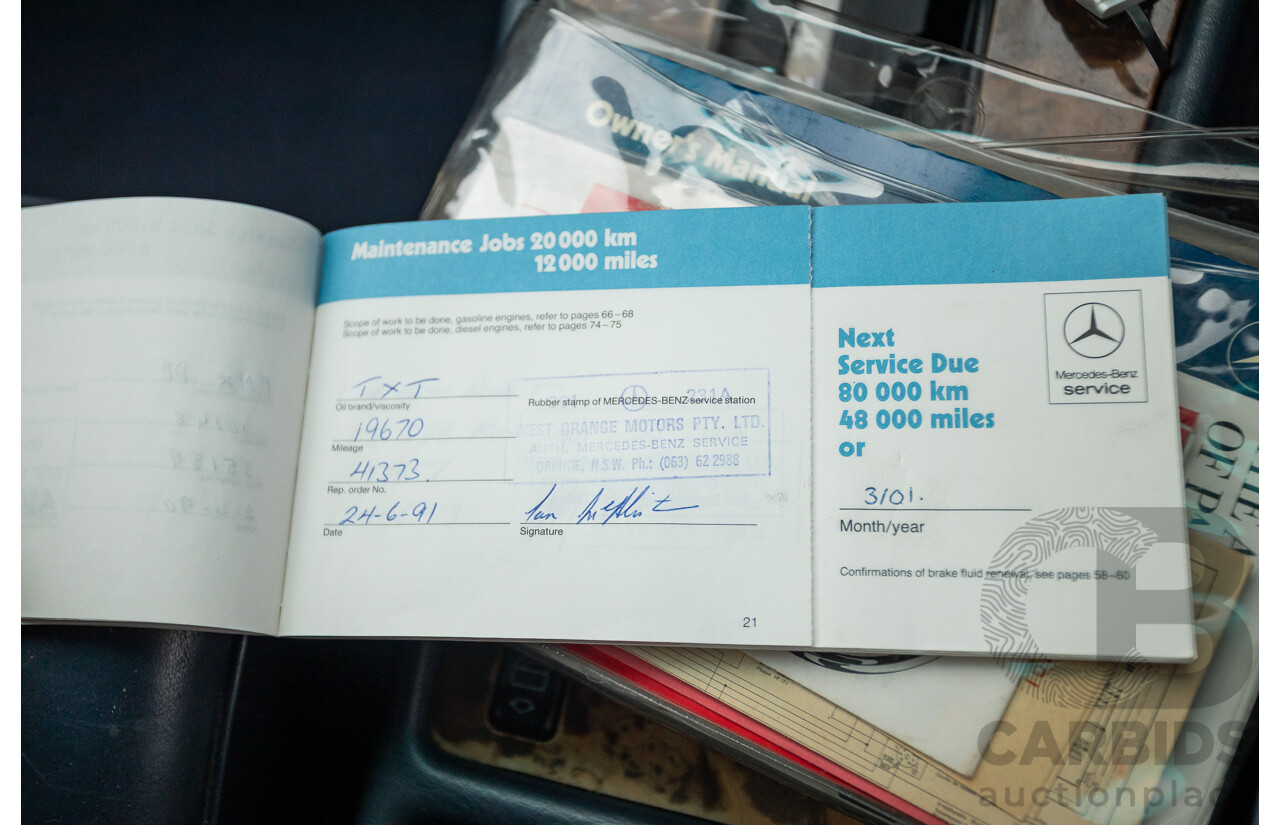 Owner's Manual
Maintenance Jobs 20 000 km
12 000 miles
Scope of work to be done, gasoline engines, refer to pages 66–68
Scope of work to be done, diesel engines, refer to pages 74–75
TXT
Oil brand/viscosity
19670
Mileage
41373.
Rep. order No.
24-6-91
Date
231A
Rubber stamp of MERCEDES-BENZ service station
WEST ORANGE MOTORS PTY. LTD.
AUTH. MERCEDES-BENZ SERVICE
ORANGE, N.S.W. Ph.: (063) 62 2988
Signature
21
Mercedes-Benz
service
Next
Service Due
80 000 km
48 000 miles
or
3/01.
Month/year
Confirmations of brake fluid renewal, see pages 58–60
OF PA
CARBIDS
auctionplac